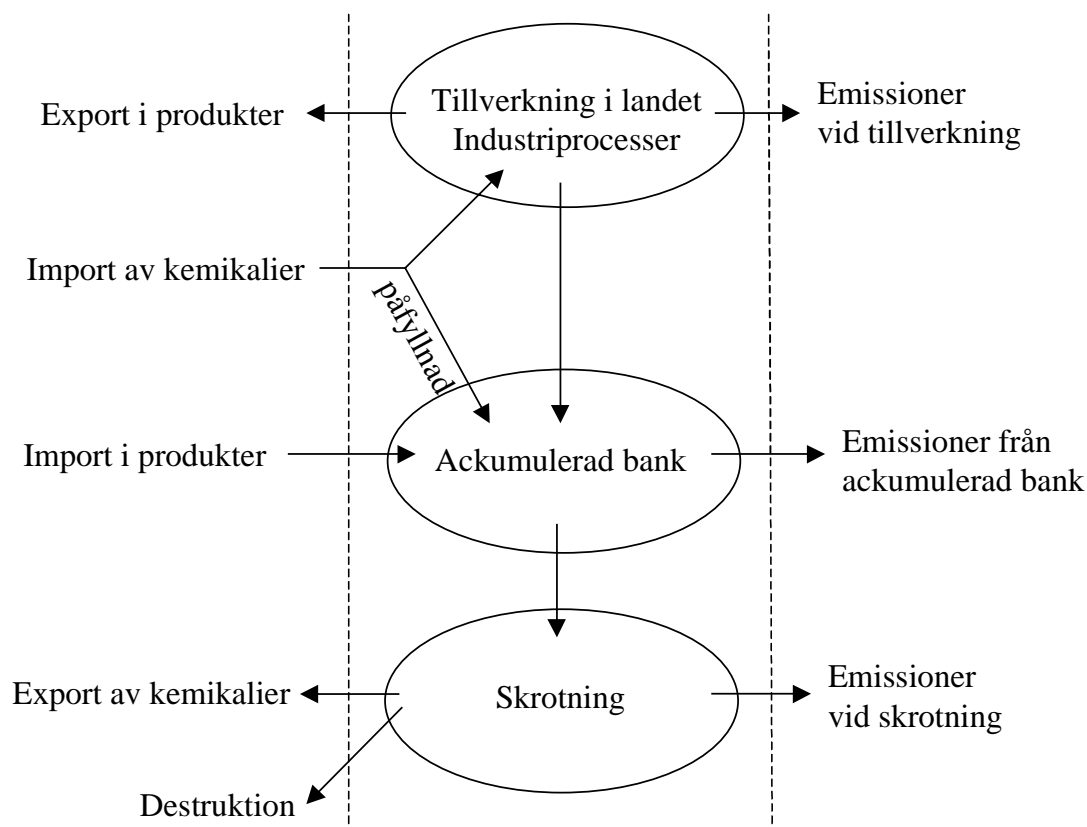 Export i produkter
Tillverkning i landet
Industriprocesser
Emissioner
vid tillverkning
Import av kemikalier
påfyllnad
Import i produkter
Ackumulerad bank
Emissioner från
ackumulerad bank
Export av kemikalier
Skrotning
Emissioner
vid skrotning
Destruktion